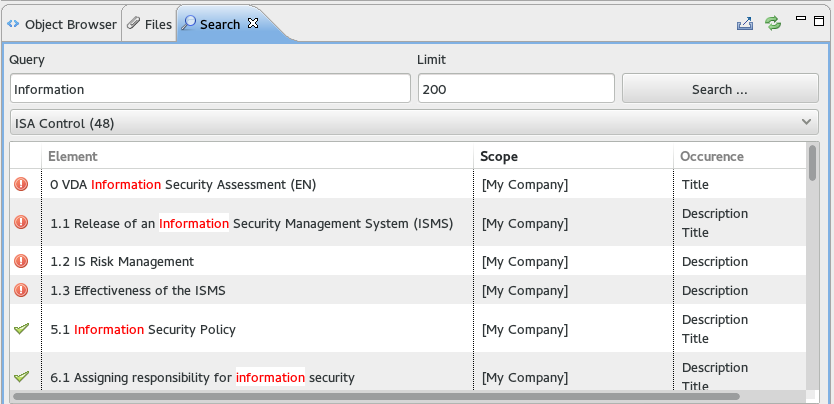 Object Browser Files Search
Query Limit
Information 200 Search ...
ISA Control (48)
Element Scope Occurence
0 VDA Information Security Assessment (EN) [My Company] Title
1.1 Release of an Information Security Management System (ISMS) [My Company] Description
Title
1.2 IS Risk Management [My Company] Description
1.3 Effectiveness of the ISMS [My Company] Description
5.1 Information Security Policy [My Company] Description
Title
6.1 Assigning responsibility for information security [My Company] Description
Title